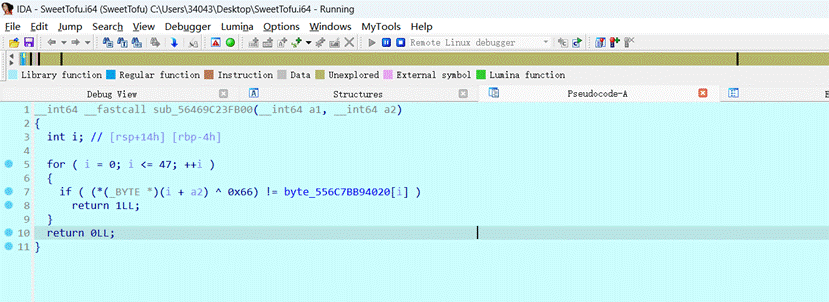 IDA - SweetTofu.i64 (SweetTofu) C:\Users\34043\Desktop\SweetTofu.i64 - Running
File Edit Jump Search View Debugger Lumina Options Windows MyTools Help
Remote Linux debugger
Library function Regular function Instruction Data Unexplored External symbol Lumina function
Debug View Structures Pseudocode-A
1 __int64 __fastcall sub_56469C23FB00(__int64 a1, __int64 a2)
2 {
3 int i; // [rsp+14h] [rbp-4h]
4
5 for ( i = 0; i <= 47; ++i )
6 {
7 if ( (*(_BYTE *)(i + a2) ^ 0x66) != byte_556C7BB94020[i] )
8 return 1LL;
9 }
10 return 0LL;
11 }